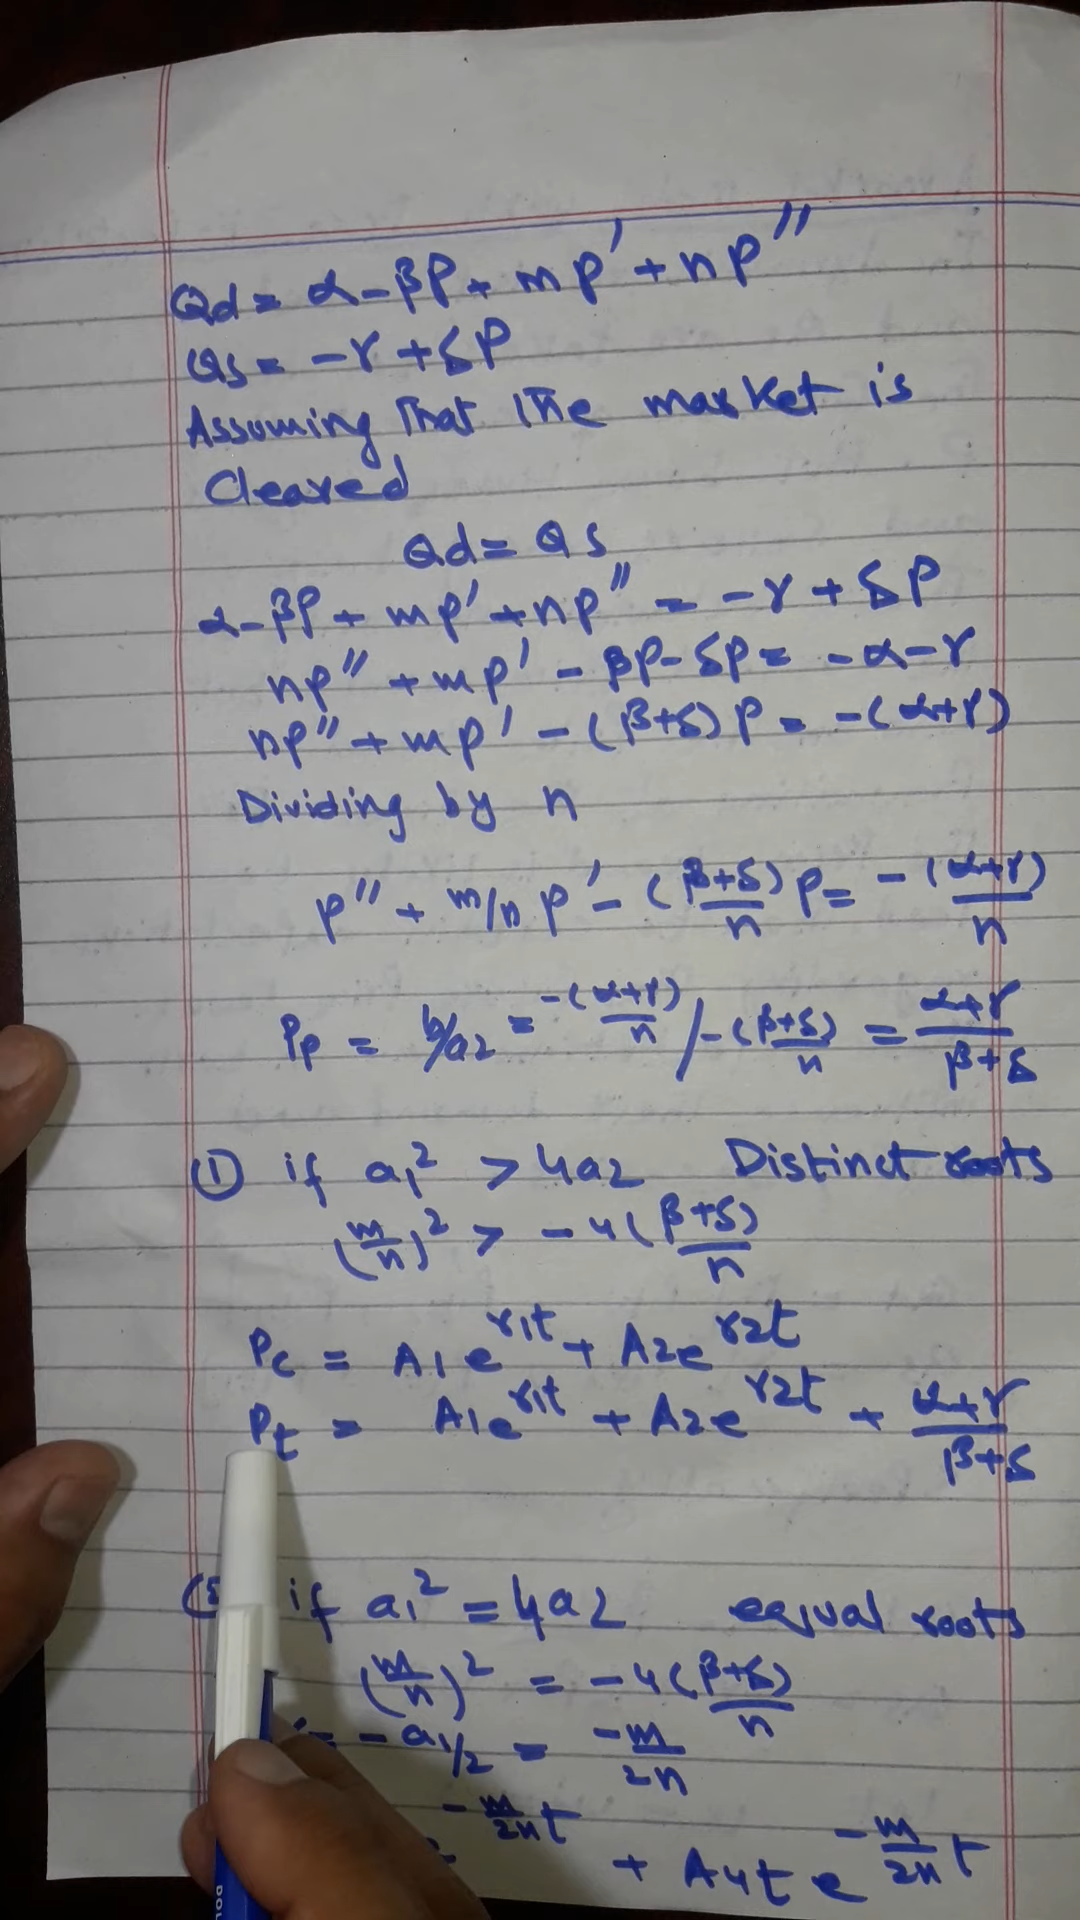 Qd = α - βP + mp' + np''
Qs = -γ + δP
Assuming that the market is
cleared
Qd = Qs
α - βP + mp' + np'' = -γ + δP
np'' + mp' - βP - δP = -α - γ
np'' + mp' - (β+δ) P = -(α+γ)
Dividing by n
p'' + m/n p' - (β+δ)/n P = -(α+γ)/n
Pp = b/a2 = -(α+γ)/n / -(β+δ)/n = α+γ/β+δ
(1) if a1² > 4a2 Distinct roots
(m/n)² > -4(β+δ)/n
Pc = A1e^r1t + A2e^r2t
Pt = A1e^r1t + A2e^r2t + α+γ/β+δ
if a1² = 4a2 equal roots
(m/n)² = -4(β+δ)/n
= -a1/2 = -m/2n
-m/2n t + A4te^-m/2n t
DOL